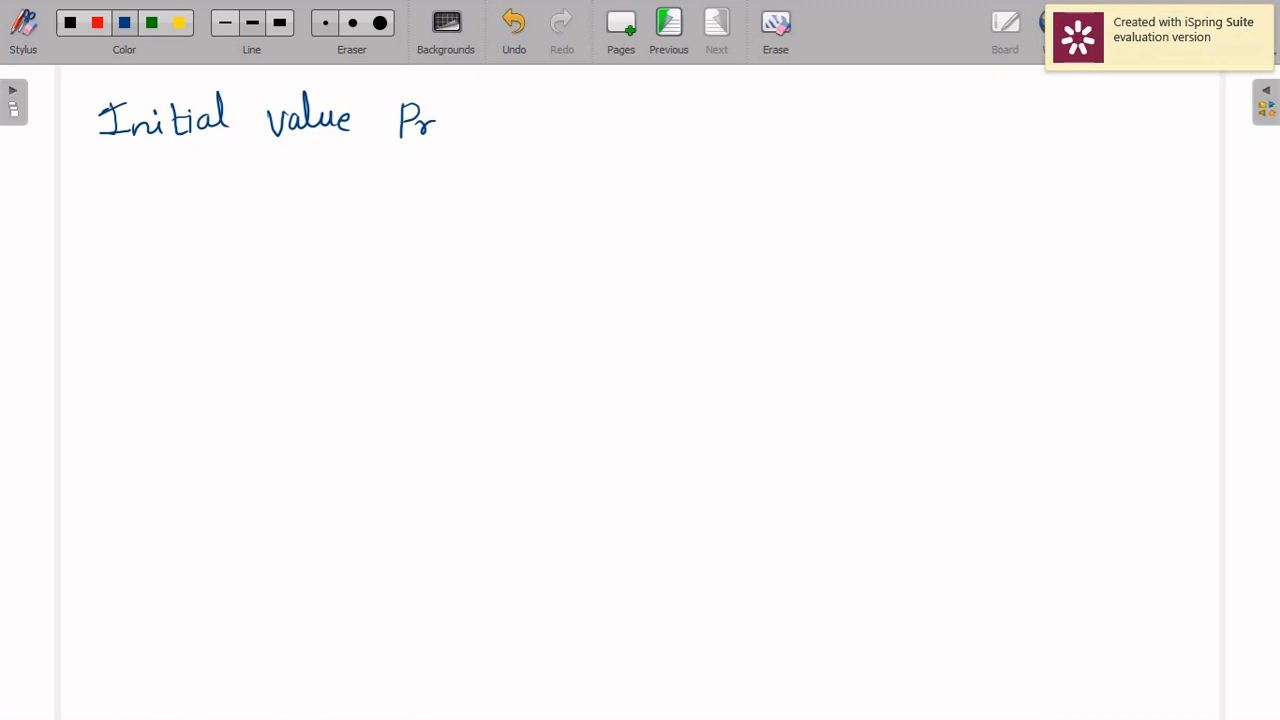 Stylus Color Line Eraser Backgrounds Undo Redo Pages Previous Next Erase Board
Created with iSpring Suite
evaluation version
Initial value Pr